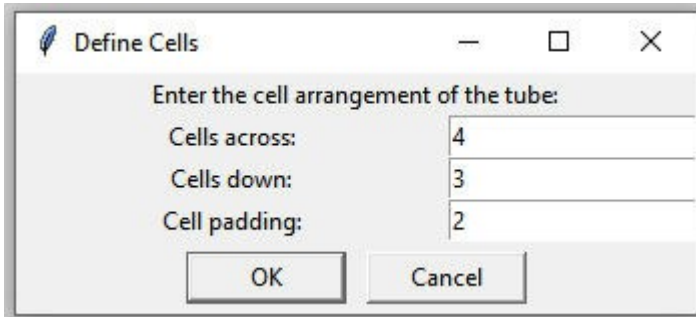 Define Cells
Enter the cell arrangement of the tube:
Cells across: 4
Cells down: 3
Cell padding: 2
OK Cancel